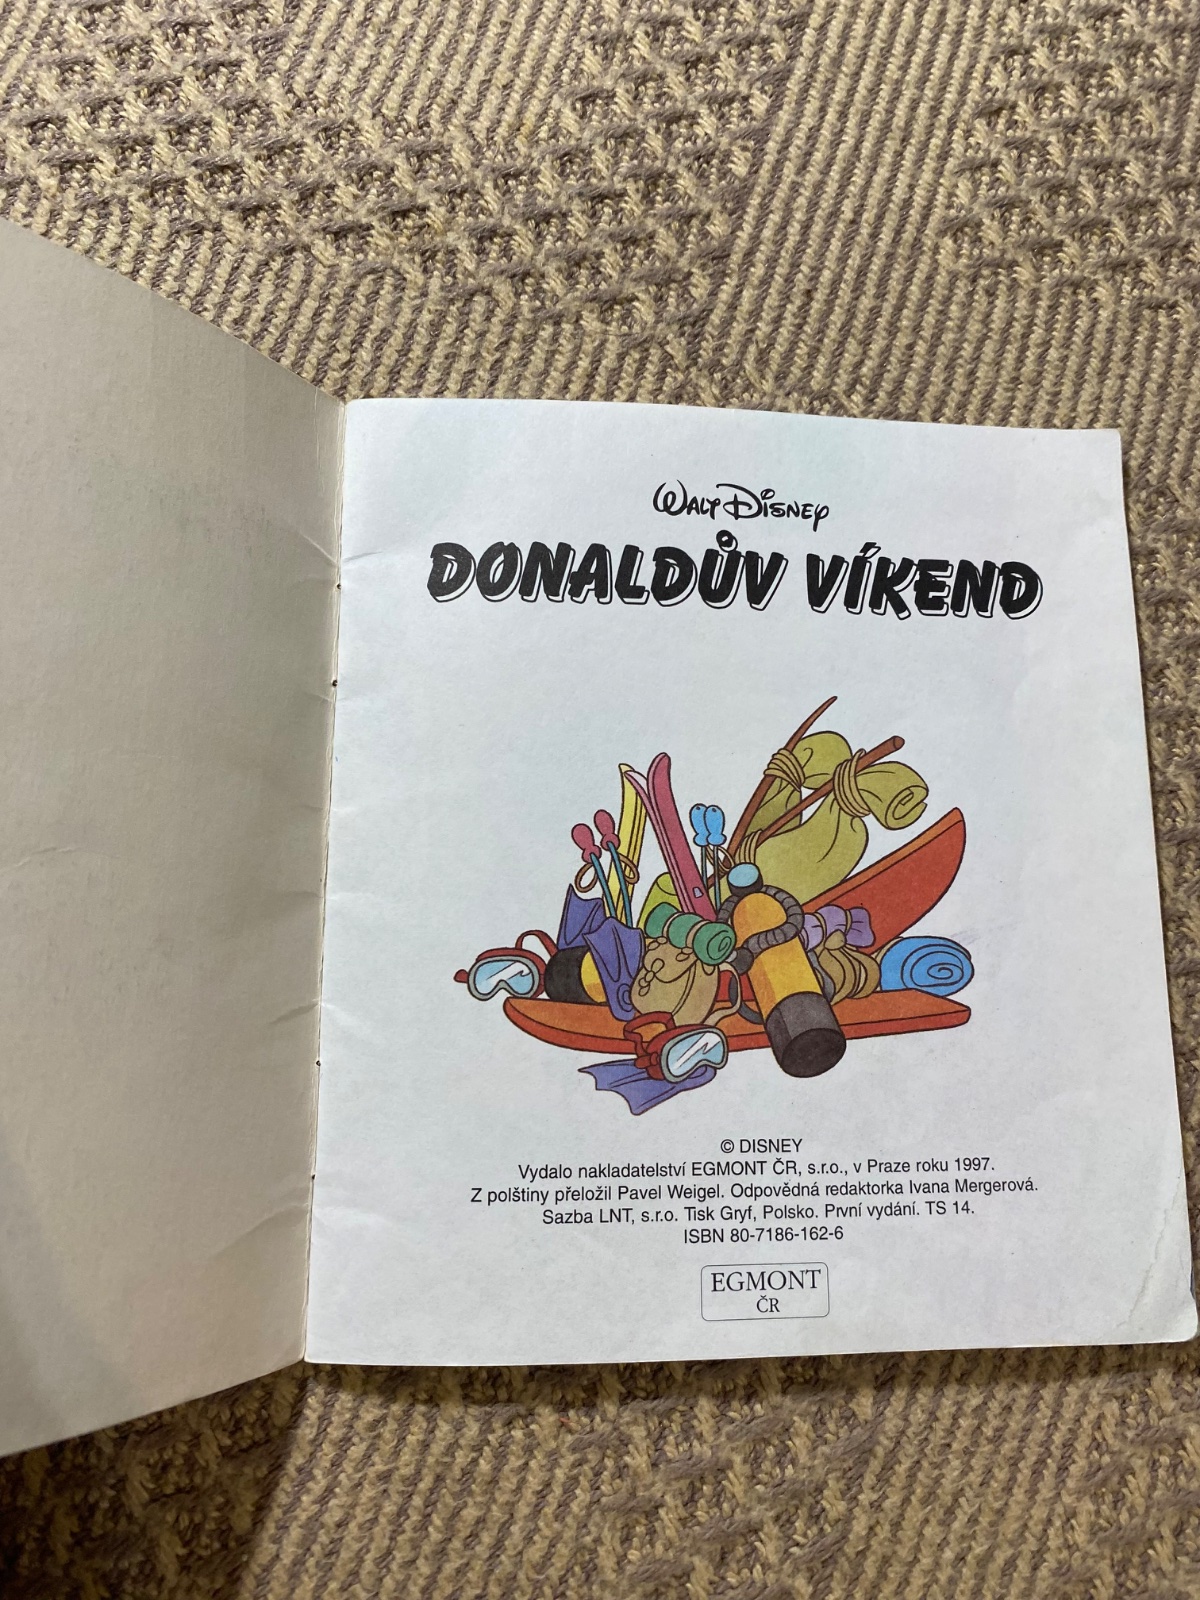 WALT DISNEY
DONALDŮV VÍKEND
© DISNEY
Vydalo nakladatelství EGMONT ČR, s.r.o., v Praze roku 1997.
Z polštiny přeložil Pavel Weigel. Odpovědná redaktorka Ivana Mergerová.
Sazba LNT, s.r.o. Tisk Gryf, Polsko. První vydání. TS 14.
ISBN 80-7186-162-6
EGMONT
ČR